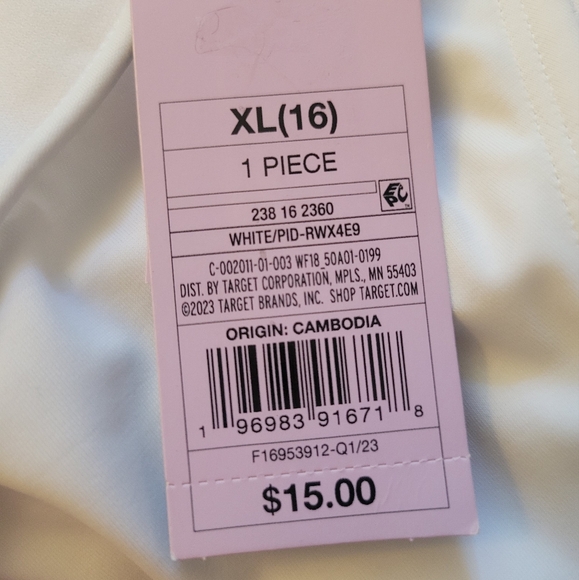 XL(16)
1 PIECE
EPC
238 16 2360
WHITE/PID-RWX4E9
C-002011-01-003 WF18_50A01-0199
DIST. BY TARGET CORPORATION, MPLS., MN 55403
©2023 TARGET BRANDS, INC. SHOP TARGET.COM
ORIGIN: CAMBODIA
1 96983 91671 8
F16953912-Q1/23
$15.00